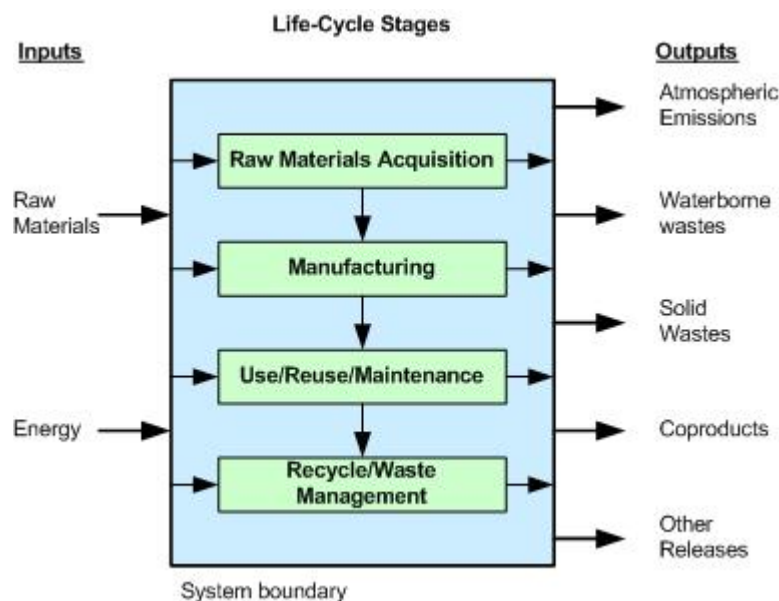 Life-Cycle Stages
Inputs
Outputs
Atmospheric
Emissions
Raw Materials Acquisition
Raw
Materials
Waterborne
wastes
Manufacturing
Solid
Wastes
Use/Reuse/Maintenance
Energy
Coproducts
Recycle/Waste
Management
Other
Releases
System boundary